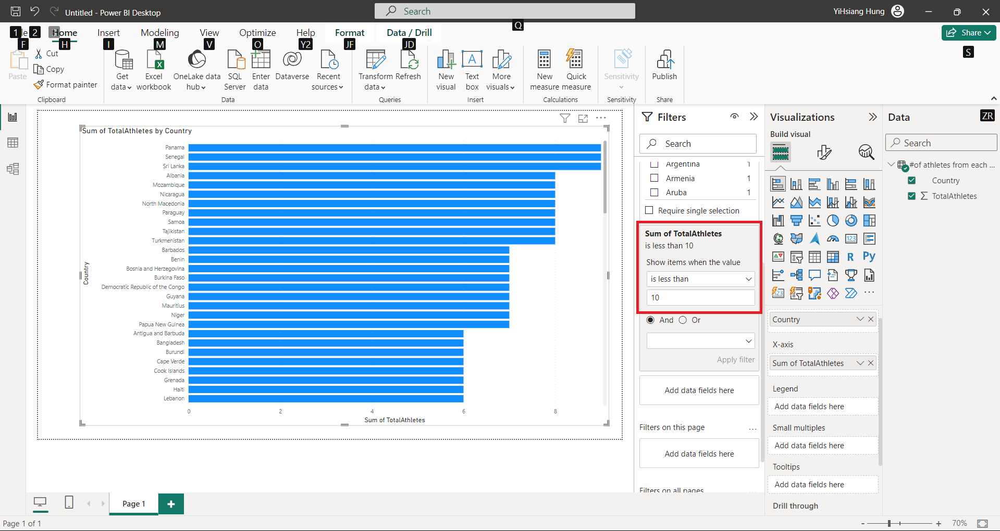 Untitled - Power BI Desktop
Search
YiHsiang Hung
1
2
Home
Insert
Modeling
View
Optimize
Help
Format
Data / Drill
Q
Share
F
H
I
M
V
O
Y2
JF
JD
S
Paste
Cut
Copy
Format painter
Clipboard
Get data
Excel workbook
OneLake data hub
SQL Server
Enter data
Dataverse
Recent sources
Data
Transform data
Refresh
Queries
New visual
Text box
More visuals
Insert
New measure
Quick measure
Calculations
Sensitivity
Sensitivity
Publish
Share
Sum of TotalAthletes by Country
Country
Panama
Senegal
Sri Lanka
Albania
Mozambique
Nicaragua
North Macedonia
Paraguay
Samoa
Tajikistan
Turkmenistan
Barbados
Benin
Bosnia and Herzegovina
Burkina Faso
Democratic Republic of the Congo
Guyana
Mauritius
Niger
Papua New Guinea
Antigua and Barbuda
Bangladesh
Burundi
Cape Verde
Cook Islands
Grenada
Haiti
Lebanon
0 2 4 6 8
Sum of TotalAthletes
Filters
Search
Argentina 1
Armenia 1
Aruba 1
Require single selection
Sum of TotalAthletes
is less than 10
Show items when the value
is less than
10
And Or
Apply filter
Add data fields here
Filters on this page ...
Add data fields here
Filters on all pages
Visualizations
Build visual
123
R Py
123
...
Country
X-axis
Sum of TotalAthletes
Legend
Add data fields here
Small multiples
Add data fields here
Tooltips
Add data fields here
Drill through
Data
ZR
Search
#of athletes from each ...
Country
∑ TotalAthletes
Page 1
Page 1 of 1
- + 70%